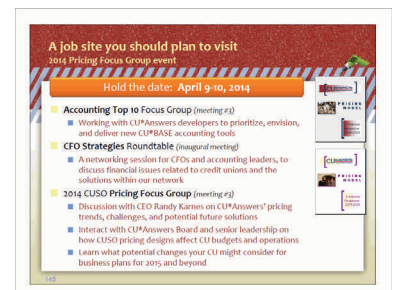 A job site you should plan to visit
2014 Pricing Focus Group event
Hold the date: April 9-10, 2014
Accounting Top 10 Focus Group (meeting #3)
Working with CU*Answers developers to prioritize, envision,
and deliver new CU*BASE accounting tools
CFO Strategies Roundtable (inaugural meeting)
A networking session for CFOs and accounting leaders, to
discuss financial issues related to credit unions and the
solutions within our network
2014 CUSO Pricing Focus Group (meeting #3)
Discussion with CEO Randy Karnes on CU*Answers' pricing
trends, challenges, and potential future solutions
Interact with CU*Answers Board and senior leadership on
how CUSO pricing designs affect CU budgets and operations
Learn what potential changes your CU might consider for
business plans for 2015 and beyond
PRICING
MODEL
PRICING
MODEL